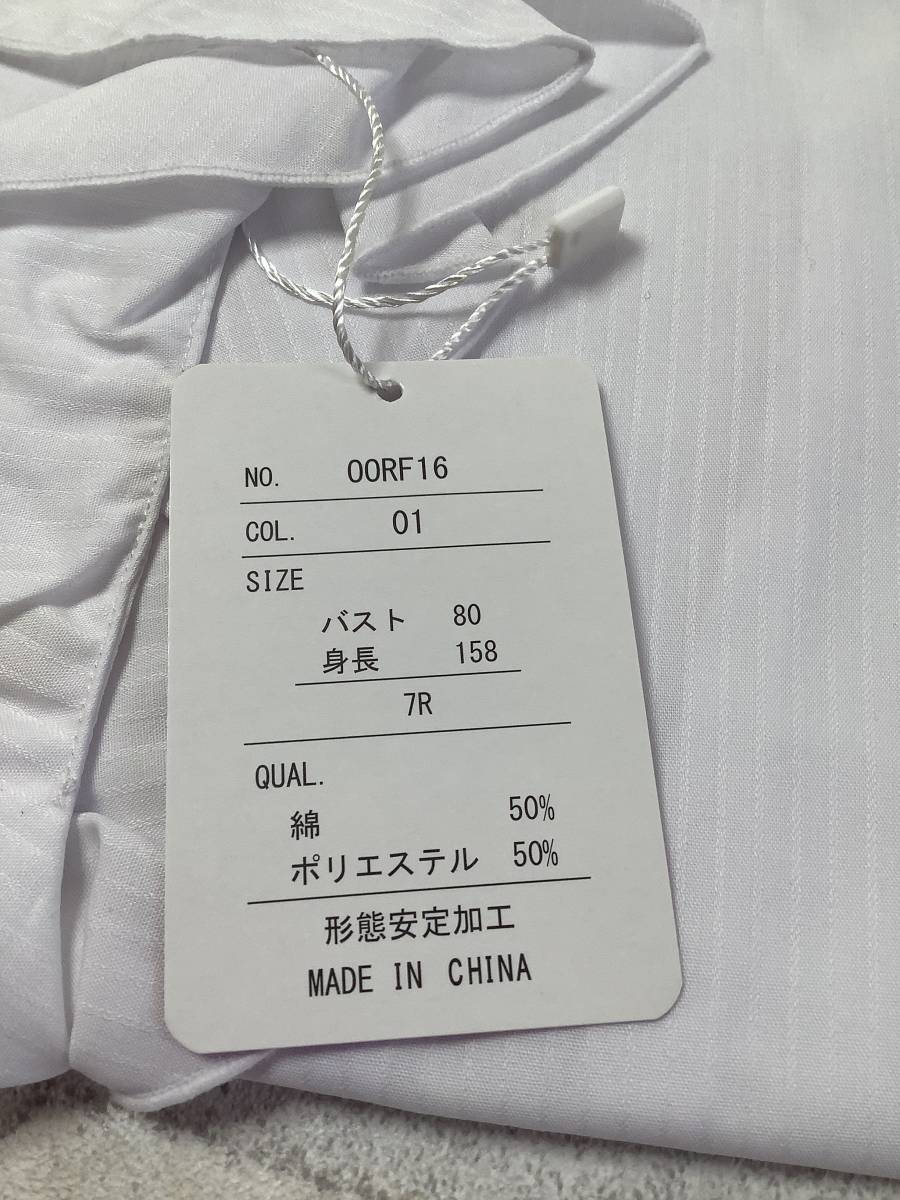 NO. 00RF16
COL. 01
SIZE
バスト 80
身長 158
7R
QUAL.
綿 50%
ポリエステル 50%
形態安定加工
MADE IN CHINA